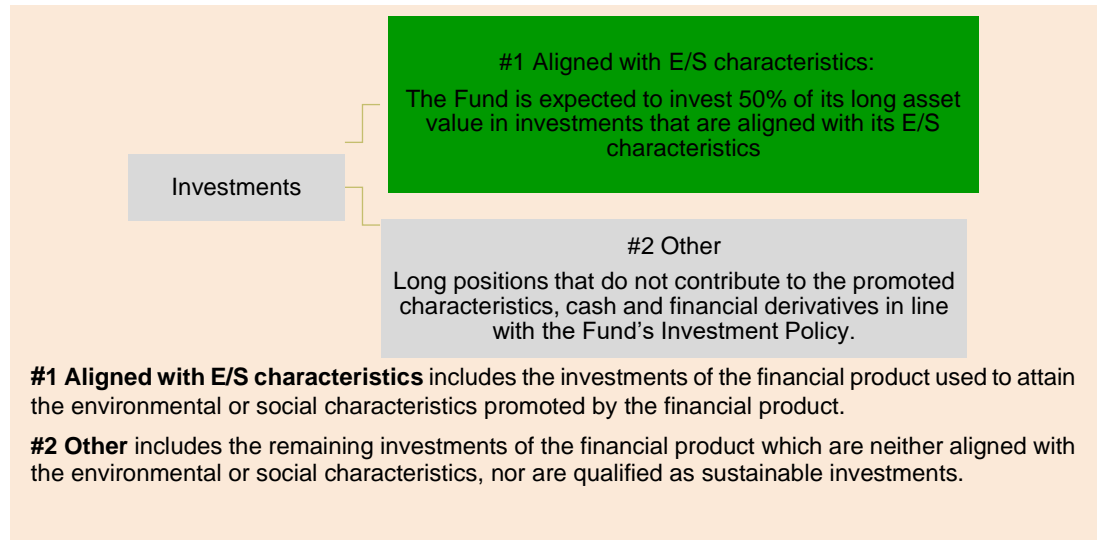 #1 Aligned with E/S characteristics:
The Fund is expected to invest 50% of its long asset
value in investments that are aligned with its E/S
characteristics
Investments
#2 Other
Long positions that do not contribute to the promoted
characteristics, cash and financial derivatives in line
with the Fund’s Investment Policy.
#1 Aligned with E/S characteristics includes the investments of the financial product used to attain
the environmental or social characteristics promoted by the financial product.
#2 Other includes the remaining investments of the financial product which are neither aligned with
the environmental or social characteristics, nor are qualified as sustainable investments.